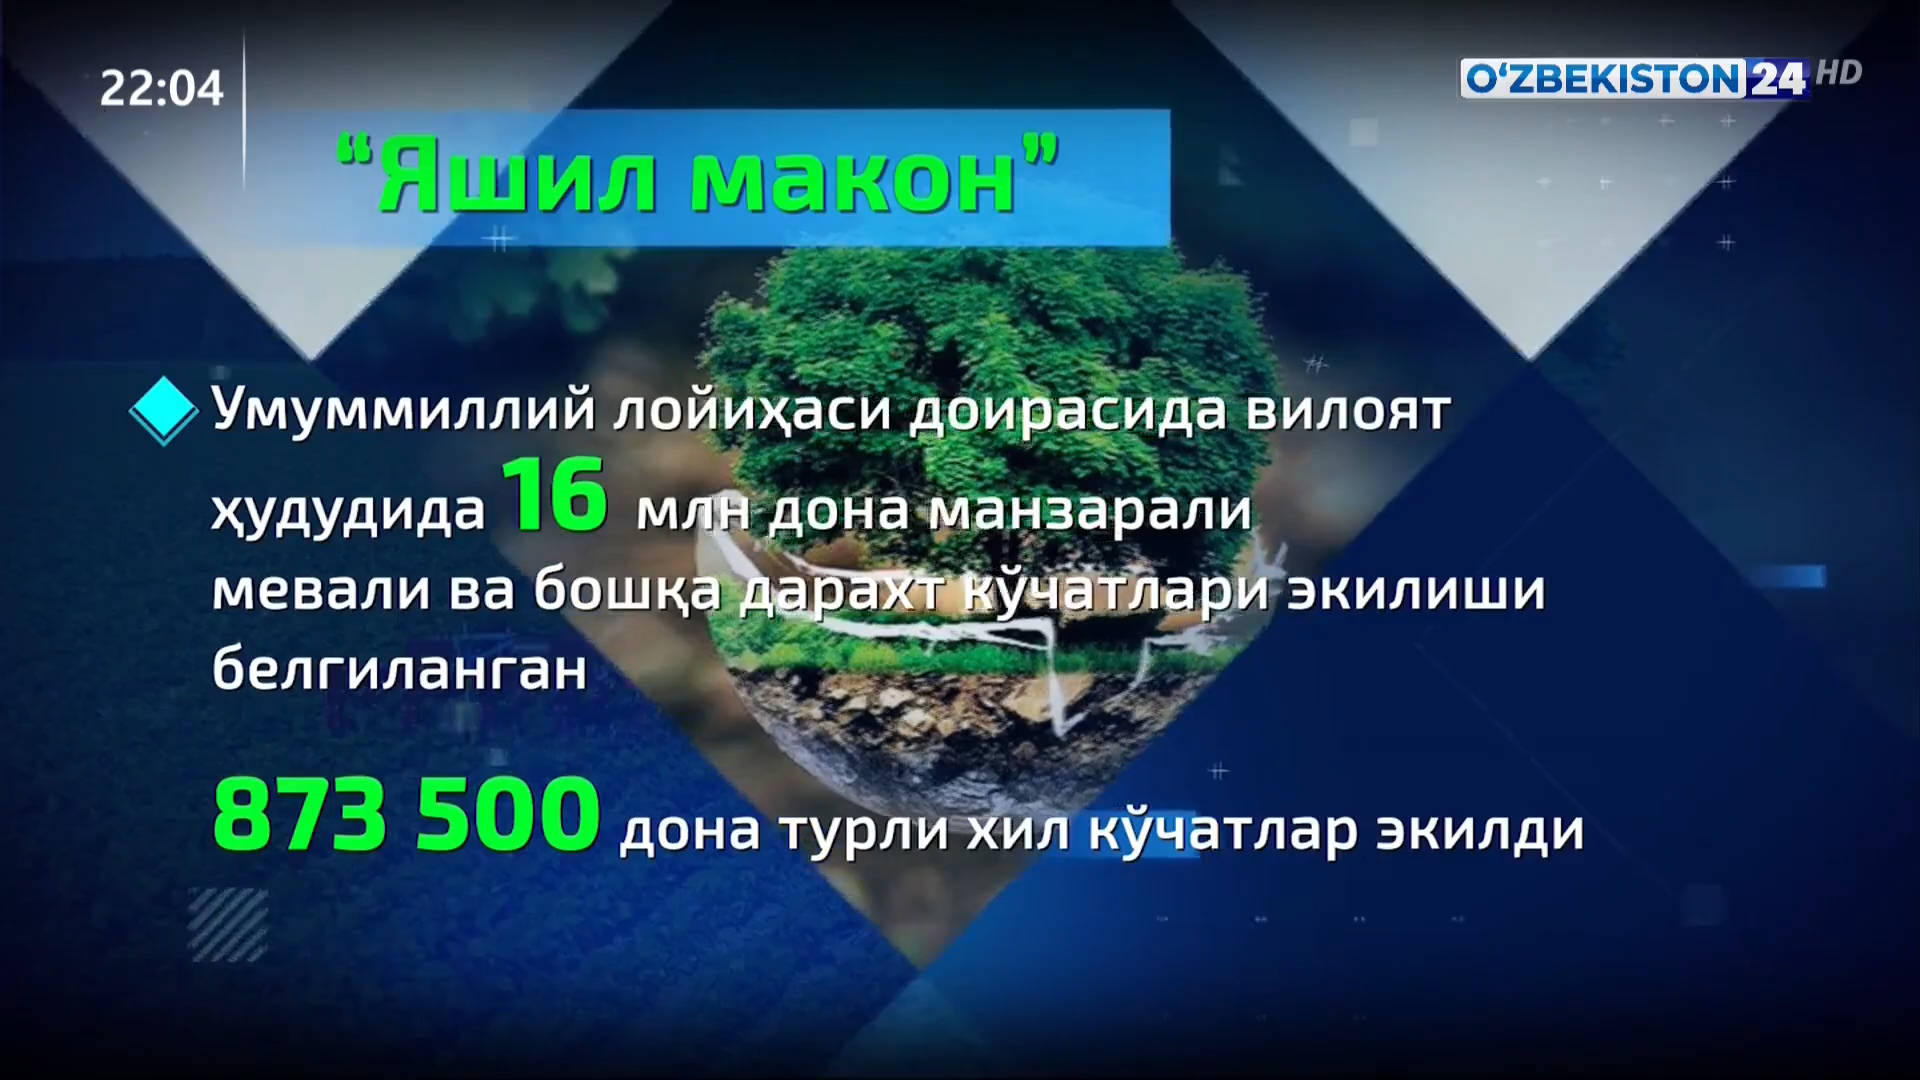 22:04
O‘ZBEKISTON 24 HD
“Яшил макон”
Умуммиллий лойиҳаси доирасида вилоят
ҳудудида 16 млн дона манзарали
мевали ва бошқа дарахт кўчатлари экилиши
белгиланган
873 500 дона турли хил кўчатлар экилди